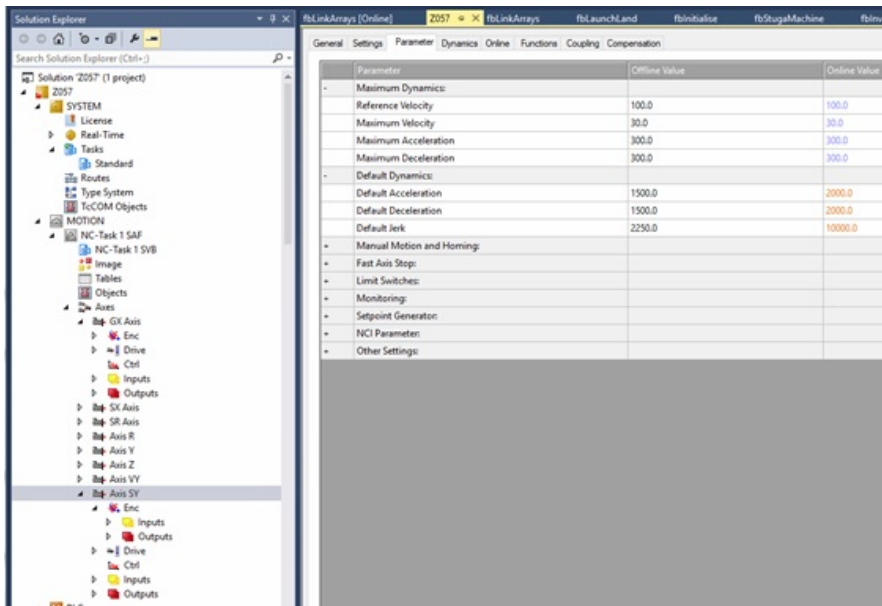 Solution Explorer
fbLinkArrays [Online]
Z057
fbLinkArrays
fbLaunchLand
fbInitialise
fbStugaMachine
fbInv
General
Settings
Parameter
Dynamics
Online
Functions
Coupling
Compensation
Search Solution Explorer (Ctrl+;)
Solution 'Z057' (1 project)
Z057
SYSTEM
License
Real-Time
Tasks
Standard
Routes
Type System
TcCOM Objects
MOTION
NC-Task 1 SAF
NC-Task 1 SVB
Image
Tables
Objects
Axes
GX Axis
Enc
Drive
Ctrl
Inputs
Outputs
SX Axis
SR Axis
Axis R
Axis Y
Axis Z
Axis VY
Axis SY
Enc
Inputs
Outputs
Drive
Ctrl
Inputs
Outputs
Parameter Offline Value Online Value
- Maximum Dynamics:
Reference Velocity 100.0 100.0
Maximum Velocity 30.0 30.0
Maximum Acceleration 300.0 300.0
Maximum Deceleration 300.0 300.0
- Default Dynamics:
Default Acceleration 1500.0 2000.0
Default Deceleration 1500.0 2000.0
Default Jerk 2250.0 10000.0
+ Manual Motion and Homing:
+ Fast Axis Stop:
+ Limit Switches:
+ Monitoring:
+ Setpoint Generator:
+ NCI Parameter:
+ Other Settings: